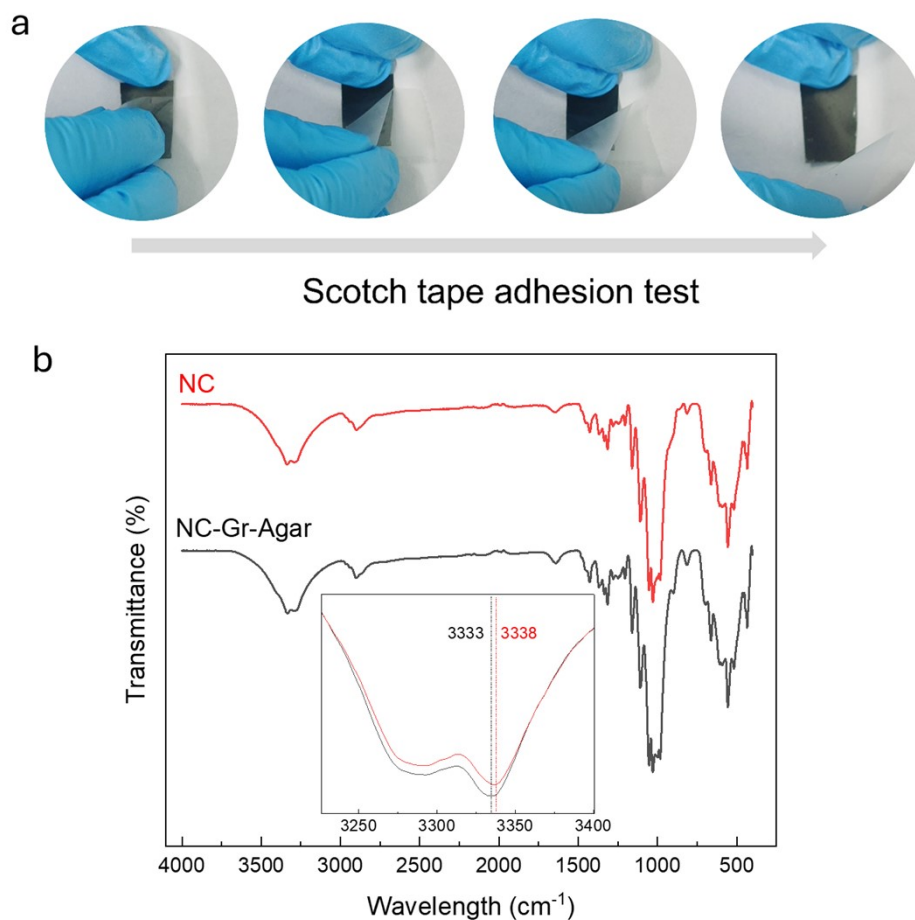 a
Scotch tape adhesion test
b
NC
NC-Gr-Agar
Transmittance (%)
3333
3338
3250
3300
3350
3400
4000
3500
3000
2500
2000
1500
1000
500
Wavelength (cm⁻¹)